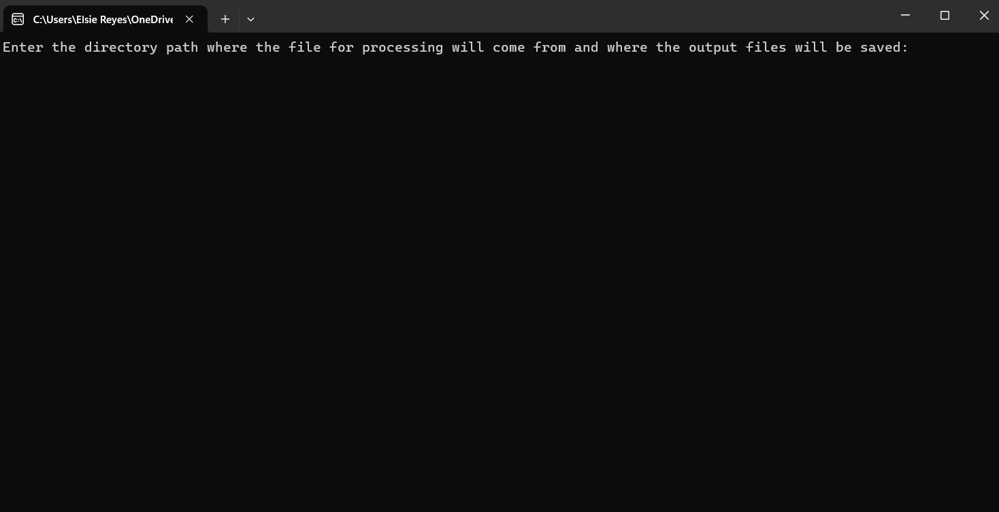 C:\Users\Elsie Reyes\OneDrive
Enter the directory path where the file for processing will come from and where the output files will be saved: